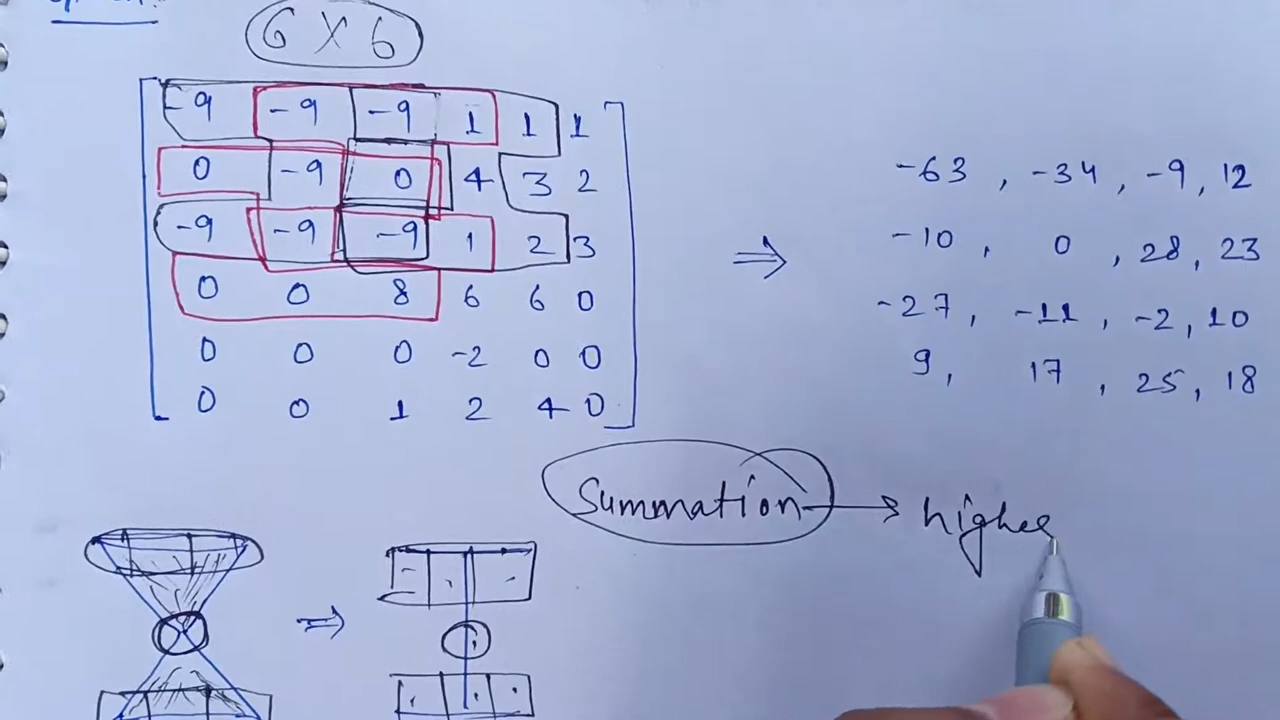 6 X 6
-9 -9 -9 1 1 1
0 -9 0 4 3 2
-9 -9 -9 1 2 3
0 0 8 6 6 0
0 0 0 -2 0 0
0 0 1 2 4 0
⇒
-63 , -34 , -9 , 12
-10 , 0 , 28 , 23
-27 , -11 , -2 , 10
9 , 17 , 25 , 18
Summation → higher
⇒